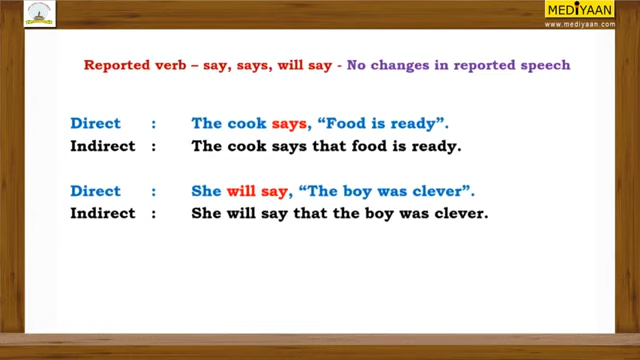 MEDIYAAN
www.mediyaan.com
Reported verb – say, says, will say - No changes in reported speech
Direct : The cook says, “Food is ready”.
Indirect : The cook says that food is ready.
Direct : She will say, “The boy was clever”.
Indirect : She will say that the boy was clever.